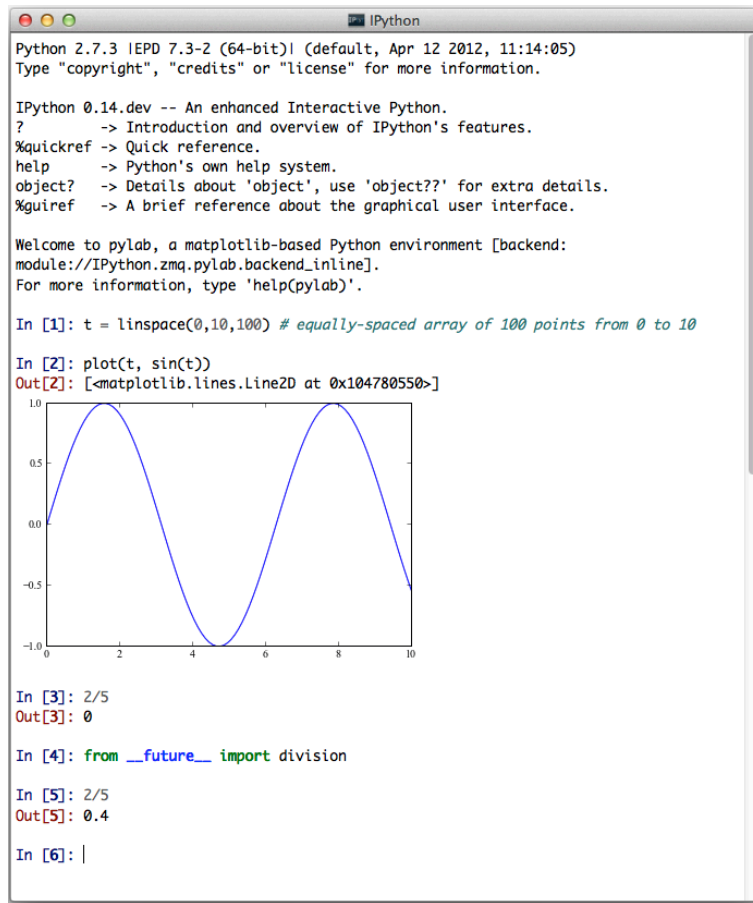 IPython
Python 2.7.3 |EPD 7.3-2 (64-bit)| (default, Apr 12 2012, 11:14:05)
Type "copyright", "credits" or "license" for more information.
IPython 0.14.dev -- An enhanced Interactive Python.
?         -> Introduction and overview of IPython's features.
%quickref -> Quick reference.
help      -> Python's own help system.
object?   -> Details about 'object', use 'object??' for extra details.
%guiref   -> A brief reference about the graphical user interface.
Welcome to pylab, a matplotlib-based Python environment [backend:
module://IPython.zmq.pylab.backend_inline].
For more information, type 'help(pylab)'.
In [1]: t = linspace(0,10,100) # equally-spaced array of 100 points from 0 to 10
In [2]: plot(t, sin(t))
Out[2]: [<matplotlib.lines.Line2D at 0x104780550>]
1.0
0.5
0.0
−0.5
−1.0
0 2 4 6 8 10
In [3]: 2/5
Out[3]: 0
In [4]: from __future__ import division
In [5]: 2/5
Out[5]: 0.4
In [6]: